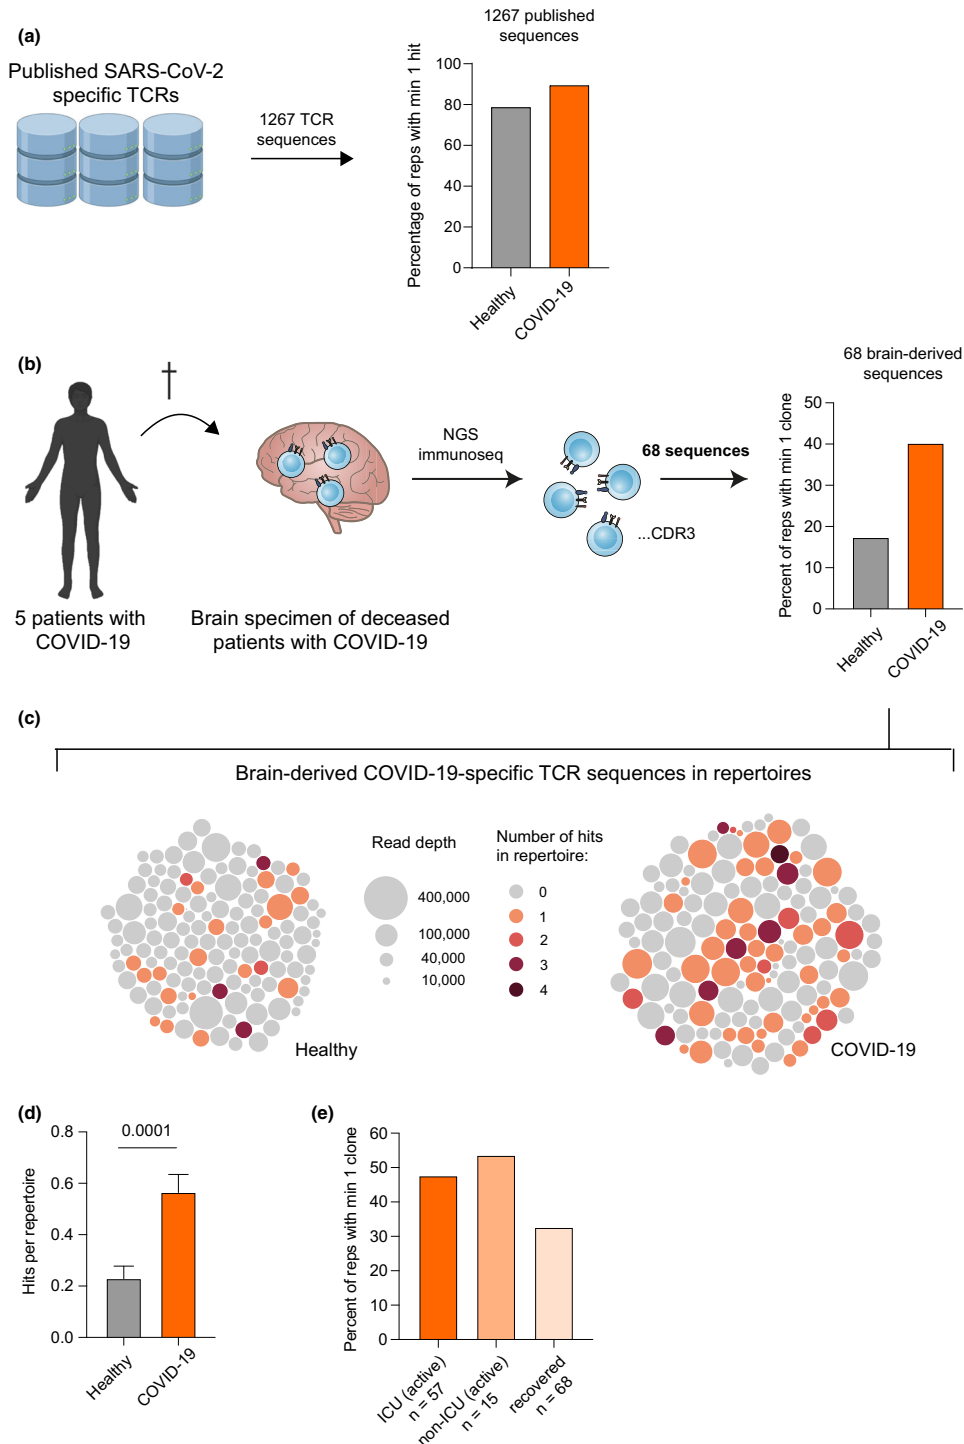 (a)
Published SARS-CoV-2
specific TCRs
1267 TCR
sequences
1267 published
sequences
Percentage of reps with min 1 hit
100
80
60
40
20
0
Healthy
COVID-19
(b)
†
5 patients with
COVID-19
Brain specimen of deceased
patients with COVID-19
NGS
immunoseq
...CDR3
68 sequences
68 brain-derived
sequences
Percent of reps with min 1 clone
50
40
30
20
10
0
Healthy
COVID-19
(c)
Brain-derived COVID-19-specific TCR sequences in repertoires
Healthy
Read depth
400,000
100,000
40,000
10,000
Number of hits
in repertoire:
0
1
2
3
4
COVID-19
(d)
Hits per repertoire
0.8
0.6
0.4
0.2
0.0
0.0001
Healthy
COVID-19
(e)
Percent of reps with min 1 clone
60
50
40
30
20
10
0
ICU (active)
n = 57
non-ICU (active)
n = 15
recovered
n = 68